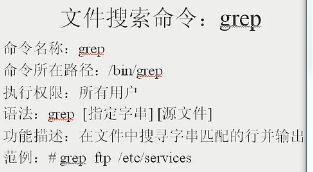 文件搜索命令：grep
命令名称：grep
命令所在路径：/bin/grep
执行权限：所有用户
语法：grep [指定字串] [源文件]
功能描述：在文件中搜寻字串匹配的行并输出
范例：# grep ftp /etc/services